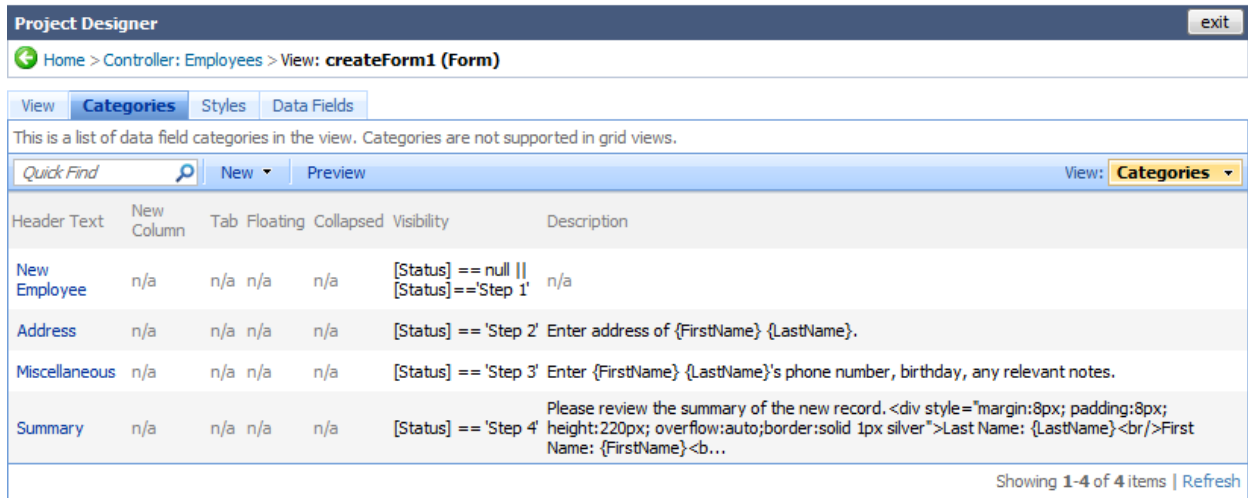 Project Designer
exit
Home > Controller: Employees > View: createForm1 (Form)
View Categories Styles Data Fields
This is a list of data field categories in the view. Categories are not supported in grid views.
Quick Find New Preview View: Categories
Header Text New Column Tab Floating Collapsed Visibility Description
New Employee n/a n/a n/a n/a [Status] == null || [Status]=='Step 1' n/a
Address n/a n/a n/a n/a [Status] == 'Step 2' Enter address of {FirstName} {LastName}.
Miscellaneous n/a n/a n/a n/a [Status] == 'Step 3' Enter {FirstName} {LastName}'s phone number, birthday, any relevant notes.
Summary n/a n/a n/a n/a [Status] == 'Step 4' Please review the summary of the new record.<div style="margin:8px; padding:8px; height:220px; overflow:auto;border:solid 1px silver">Last Name: {LastName}<br/>First Name: {FirstName}<b...
Showing 1-4 of 4 items | Refresh